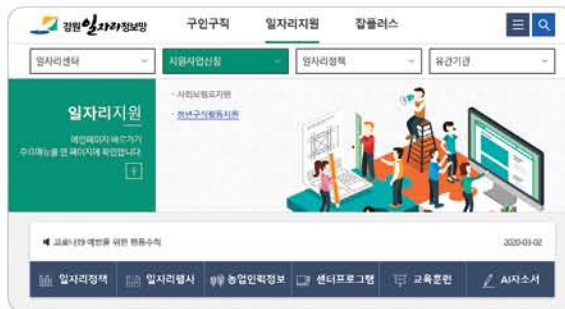 강원 일자리정보망 구인구직 일자리지원 잡플러스
일자리센터 지원사업신청 일자리정책 유관기관
· 사회보험료지원
· 청년구직활동지원
일자리지원
메인페이지 바로가기
주요메뉴를 한 페이지에 확인합니다
코로나19 예방을 위한 행동수칙 2020-03-02
일자리정책 일자리행사 농업인력정보 센터프로그램 교육훈련 AI자소서